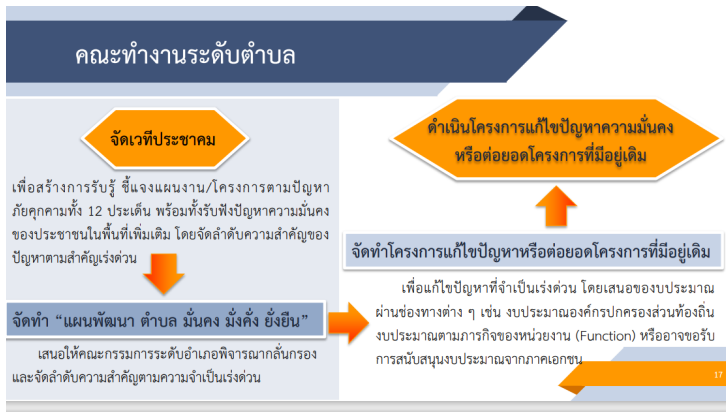 คณะทำงานระดับตำบล
จัดเวทีประชาคม
เพื่อสร้างการรับรู้ ชี้แจงแผนงาน/โครงการตามปัญหา
ภัยคุกคามทั้ง 12 ประเด็น พร้อมทั้งรับฟังปัญหาความมั่นคง
ของประชาชนในพื้นที่เพิ่มเติม โดยจัดลำดับความสำคัญของ
ปัญหาตามสำคัญเร่งด่วน
จัดทำ “แผนพัฒนา ตำบล มั่นคง มั่งคั่ง ยั่งยืน”
เสนอให้คณะกรรมการระดับอำเภอพิจารณากลั่นกรอง
และจัดลำดับความสำคัญตามความจำเป็นเร่งด่วน
ดำเนินโครงการแก้ไขปัญหาความมั่นคง
หรือต่อยอดโครงการที่มีอยู่เดิม
จัดทำโครงการแก้ไขปัญหาหรือต่อยอดโครงการที่มีอยู่เดิม
เพื่อแก้ไขปัญหาที่จำเป็นเร่งด่วน โดยเสนอของบประมาณ
ผ่านช่องทางต่าง ๆ เช่น งบประมาณองค์กรปกครองส่วนท้องถิ่น
งบประมาณตามภารกิจของหน่วยงาน (Function) หรืออาจขอรับ
การสนับสนุนงบประมาณจากภาคเอกชน
17